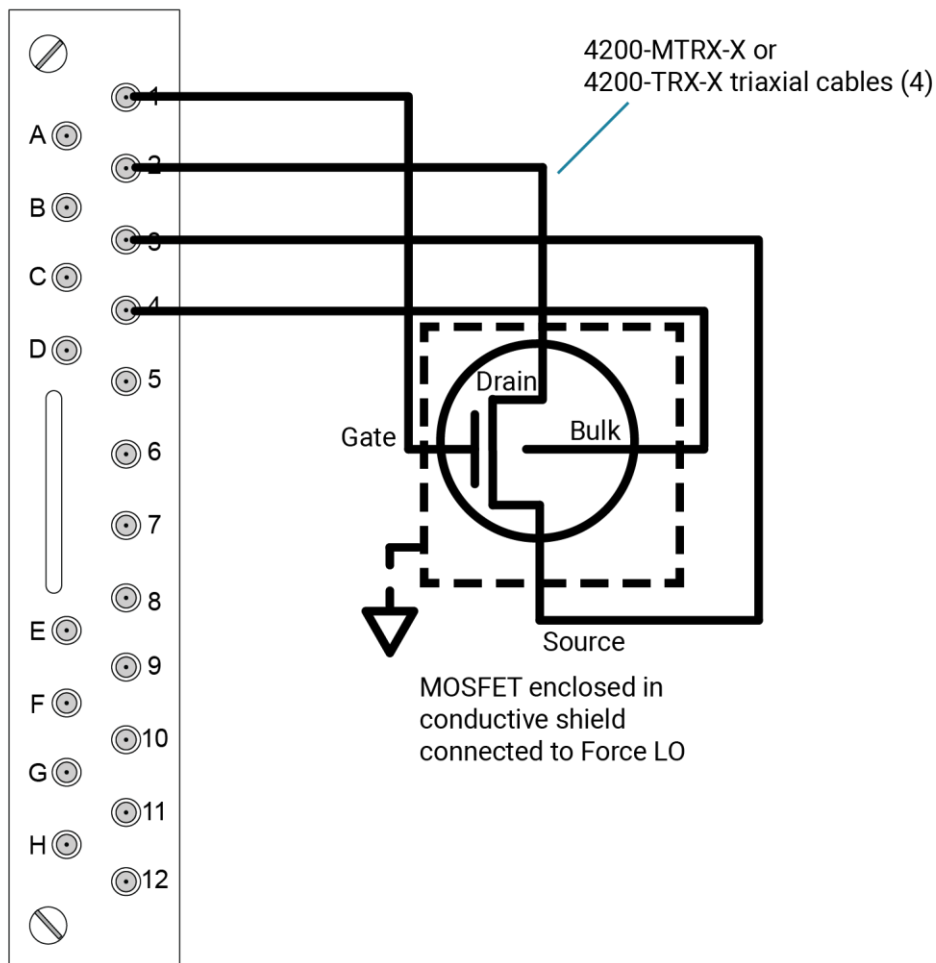 4200-MTRX-X or
4200-TRX-X triaxial cables (4)
1
A
2
B
3
C
4
D
5
6
7
8
E
9
F
10
G
11
H
12
Drain
Gate
Bulk
Source
MOSFET enclosed in
conductive shield
connected to Force LO